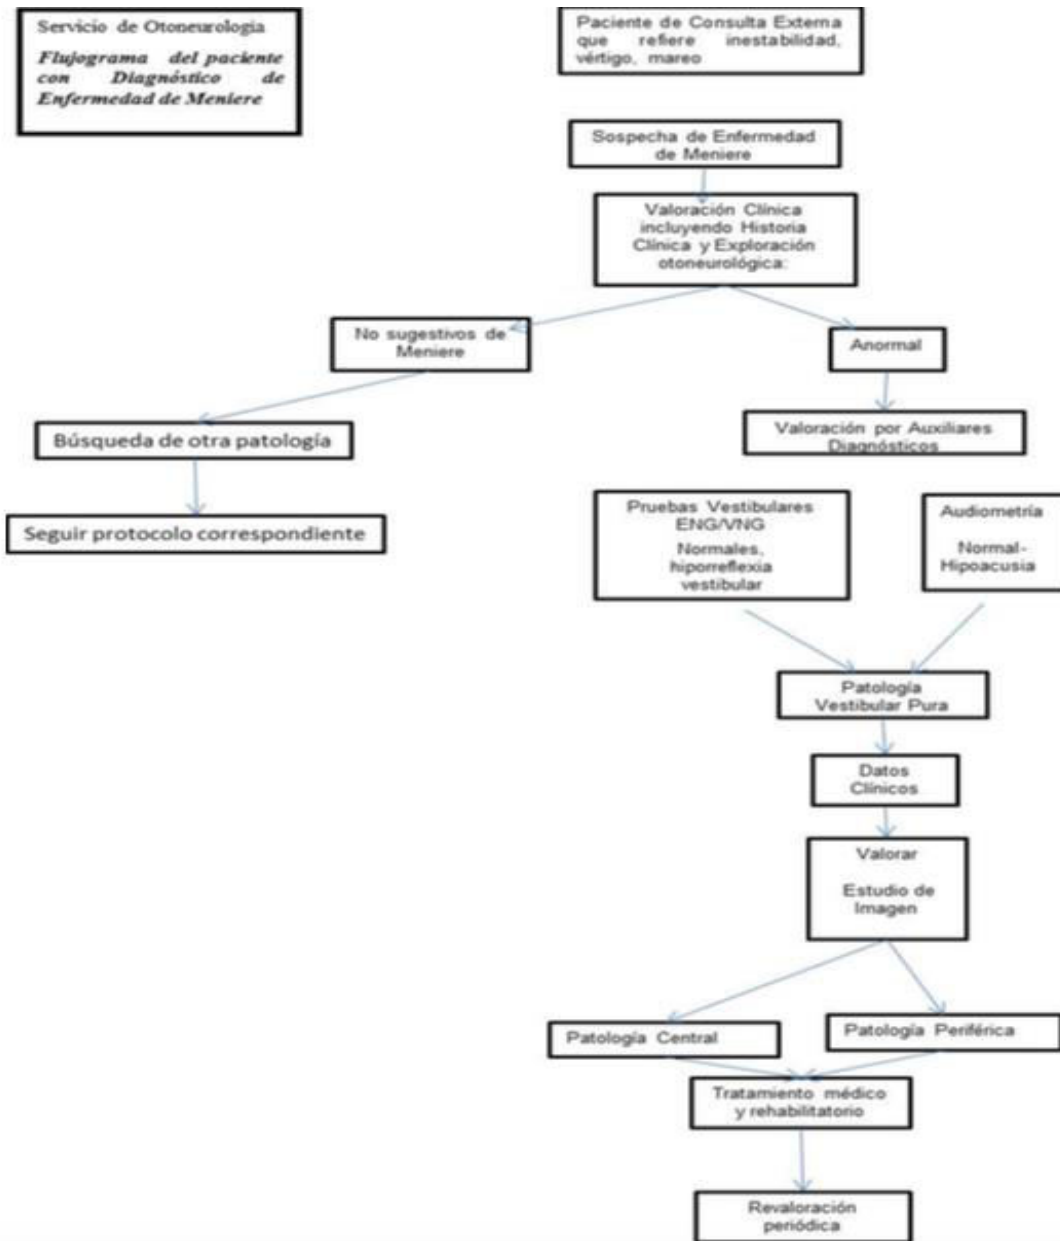 Servicio de Otoneurologia
Flujograma del paciente
con Diagnóstico de
Enfermedad de Meniere
Paciente de Consulta Externa
que refiere inestabilidad,
vértigo, mareo
Sospecha de Enfermedad
de Meniere
Valoración Clínica
incluyendo Historia
Clínica y Exploración
otoneurológica:
No sugestivos de
Meniere
Anormal
Búsqueda de otra patología
Valoración por Auxiliares
Diagnósticos
Seguir protocolo correspondiente
Pruebas Vestibulares
ENG/VNG
Normales,
hiporreflexia
vestibular
Audiometría
Normal-
Hipoacusia
Patología
Vestibular Pura
Datos
Clínicos
Valorar
Estudio de
Imagen
Patología Central
Patología Periférica
Tratamiento médico
y rehabilitatorio
Revaloración
periódica